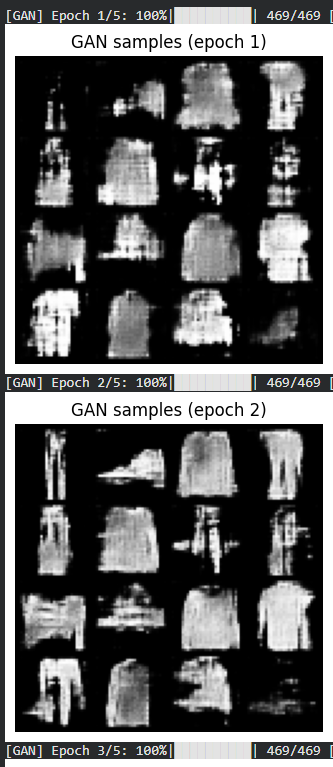 [GAN] Epoch 1/5: 100%| | 469/469 [
GAN samples (epoch 1)
[GAN] Epoch 2/5: 100%| | 469/469 [
GAN samples (epoch 2)
[GAN] Epoch 3/5: 100%| | 469/469 [